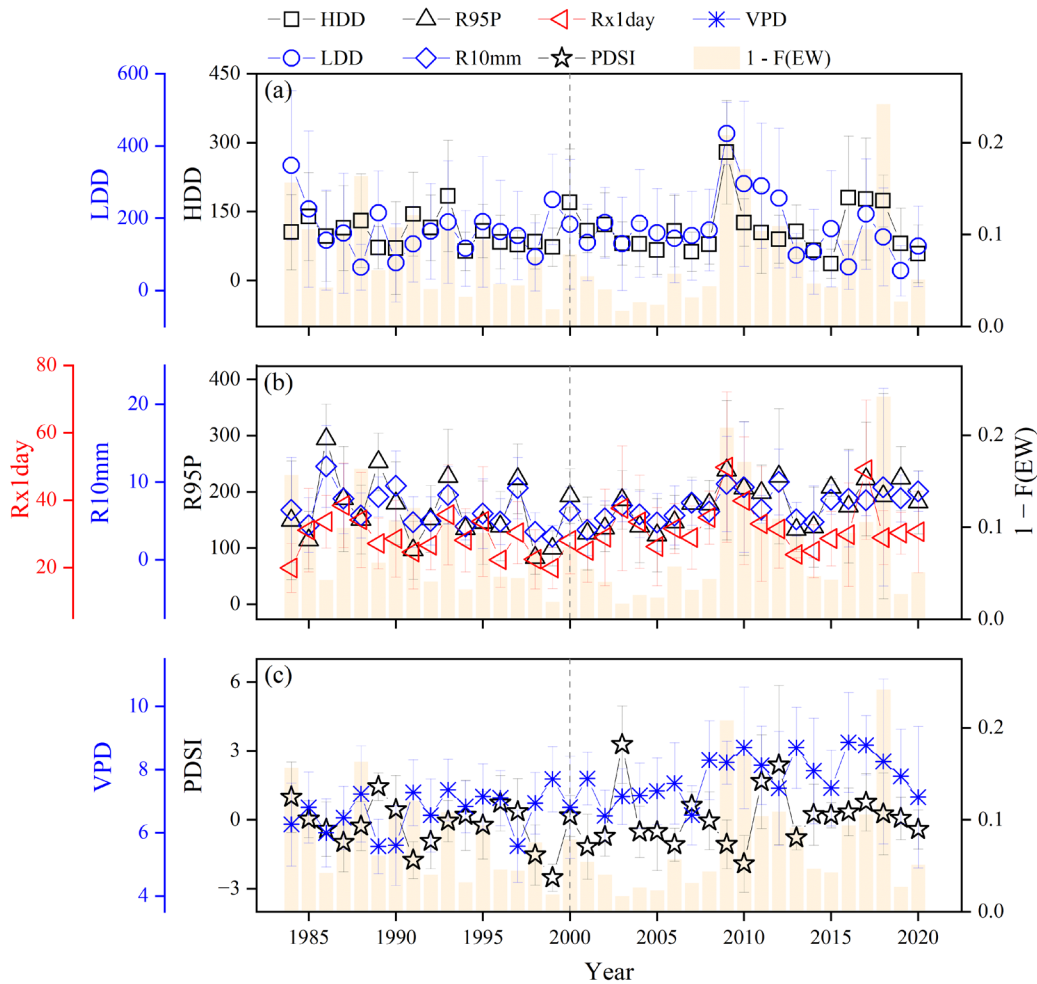 HDD R95P Rx1day VPD
LDD R10mm PDSI 1 - F(EW)
(a)
LDD
600
400
200
0
HDD
450
300
150
0
0.2
0.1
0.0
(b)
Rx1day
80
60
40
20
R10mm
20
10
0
R95P
400
300
200
100
0
0.2
0.1
0.0
1 - F(EW)
(c)
VPD
10
8
6
4
PDSI
6
3
0
−3
0.2
0.1
0.0
1985 1990 1995 2000 2005 2010 2015 2020
Year